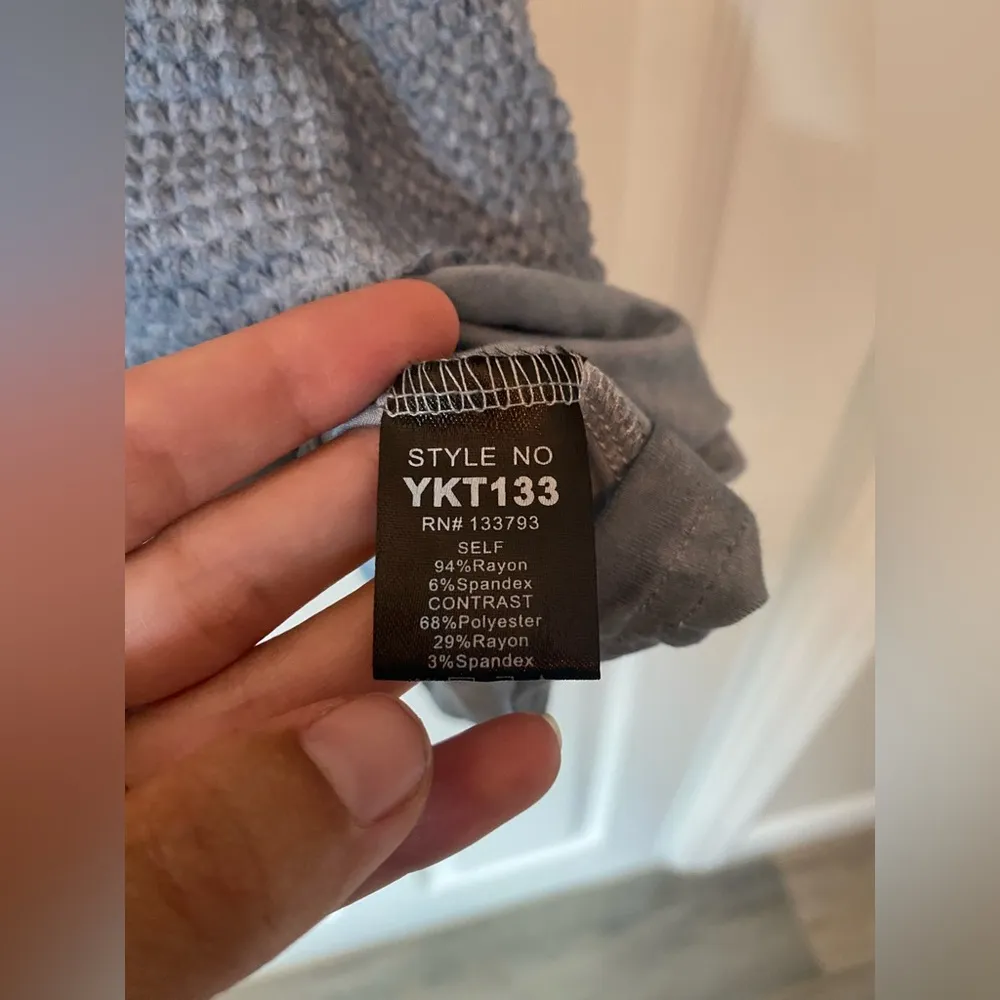 STYLE NO
YKT133
RN# 133793
SELF
94%Rayon
6%Spandex
CONTRAST
68%Polyester
29%Rayon
3%Spandex